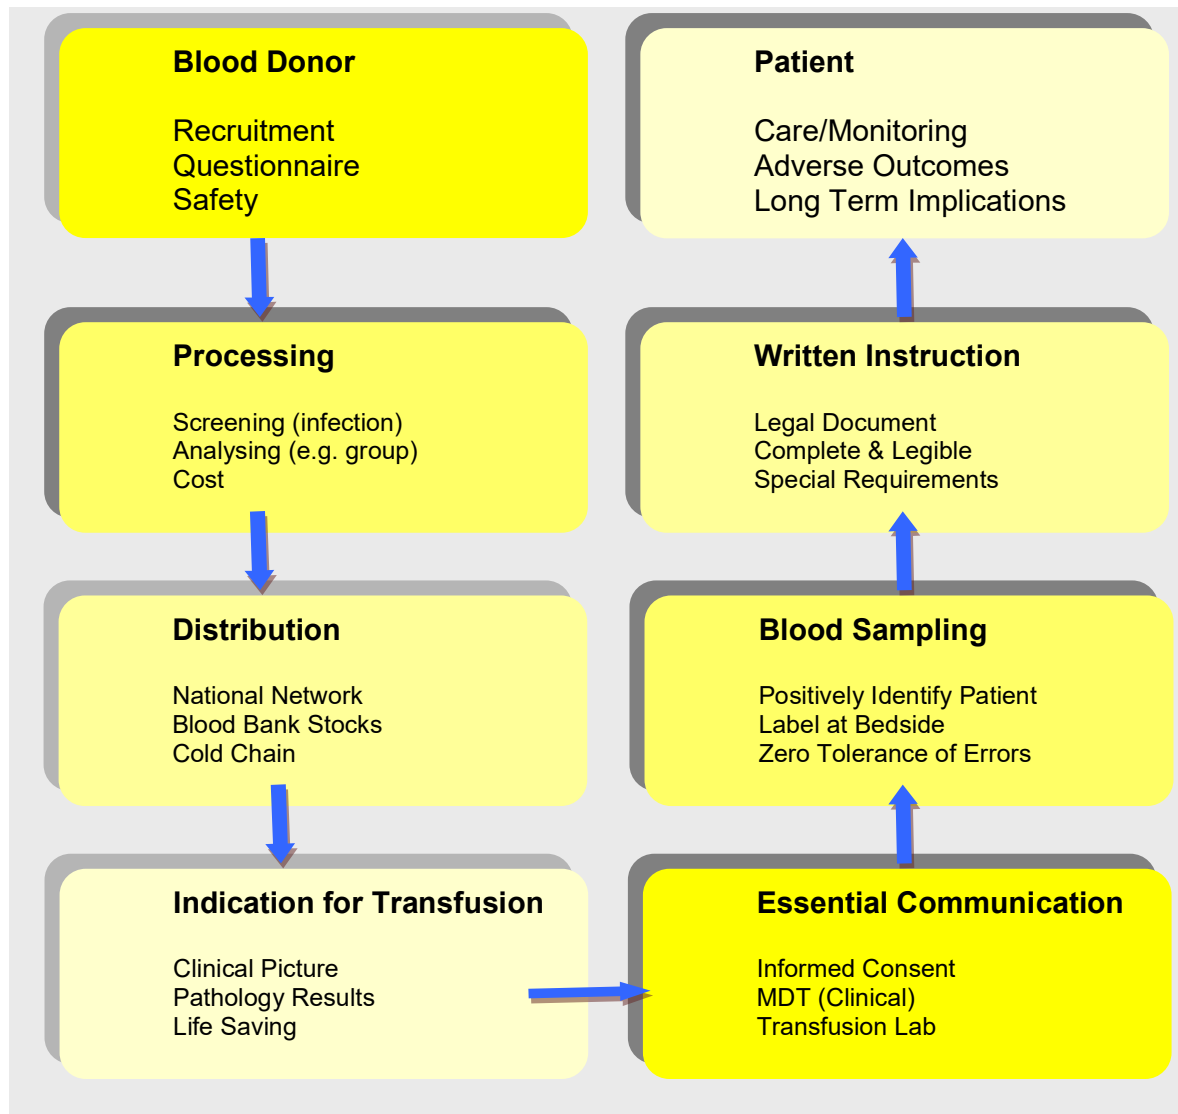 Blood Donor
Recruitment
Questionnaire
Safety
Processing
Screening (infection)
Analysing (e.g. group)
Cost
Distribution
National Network
Blood Bank Stocks
Cold Chain
Indication for Transfusion
Clinical Picture
Pathology Results
Life Saving
Essential Communication
Informed Consent
MDT (Clinical)
Transfusion Lab
Blood Sampling
Positively Identify Patient
Label at Bedside
Zero Tolerance of Errors
Written Instruction
Legal Document
Complete & Legible
Special Requirements
Patient
Care/Monitoring
Adverse Outcomes
Long Term Implications